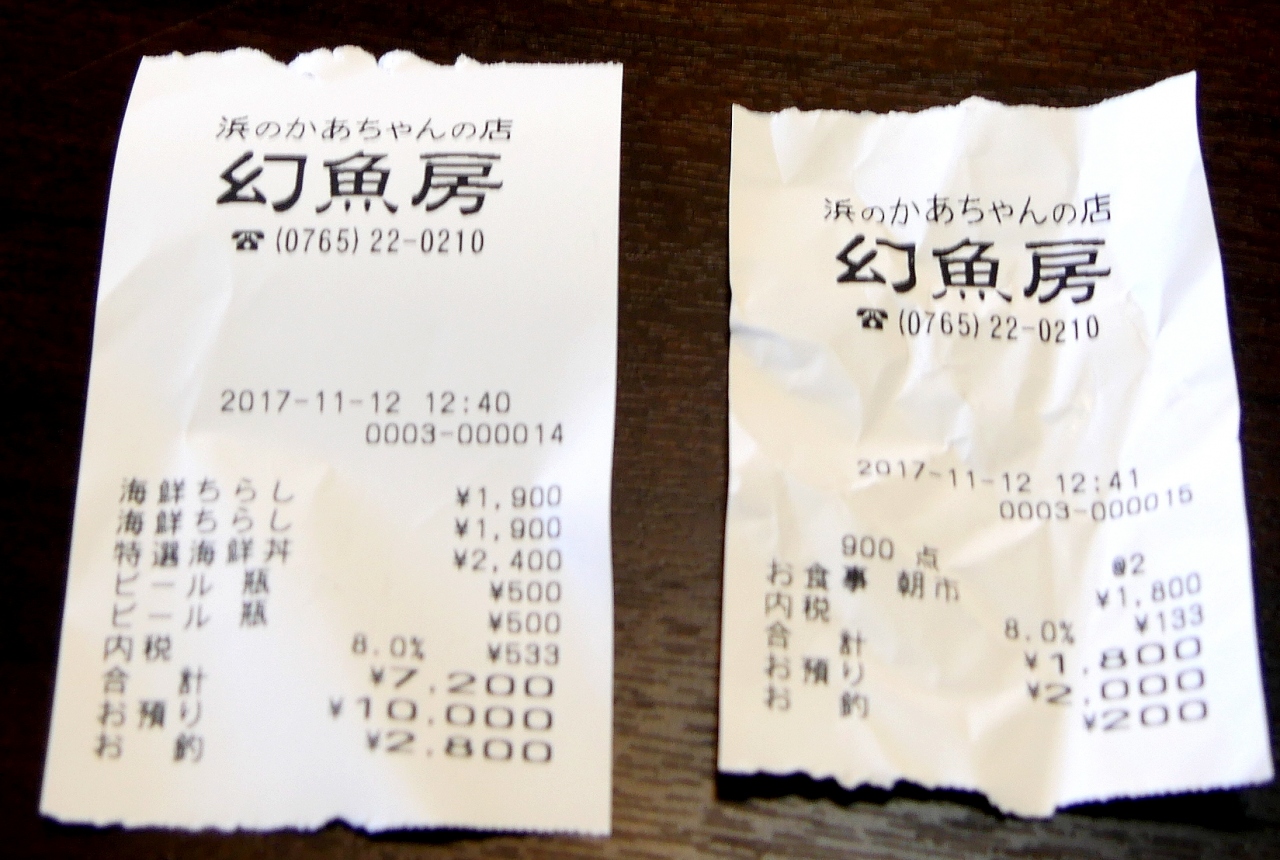 浜のかあちゃんの店
幻魚房
☎(0765)22-0210
2017-11-12 12:40
0003-000014
海鮮ちらし ¥1,900
海鮮ちらし ¥1,900
特選海鮮丼 ¥2,400
ビール 瓶 ¥500
ビール 瓶 ¥500
内税 8.0% ¥533
合 計 ¥7,200
お預り ¥10,000
お 釣 ¥2,800
浜のかあちゃんの店
幻魚房
☎(0765)22-0210
2017-11-12 12:41
0003-000015
900 点 @2
お食事 朝市 ¥1,800
内税 8.0% ¥133
合 計 ¥1,800
お預り ¥2,000
お 釣 ¥200